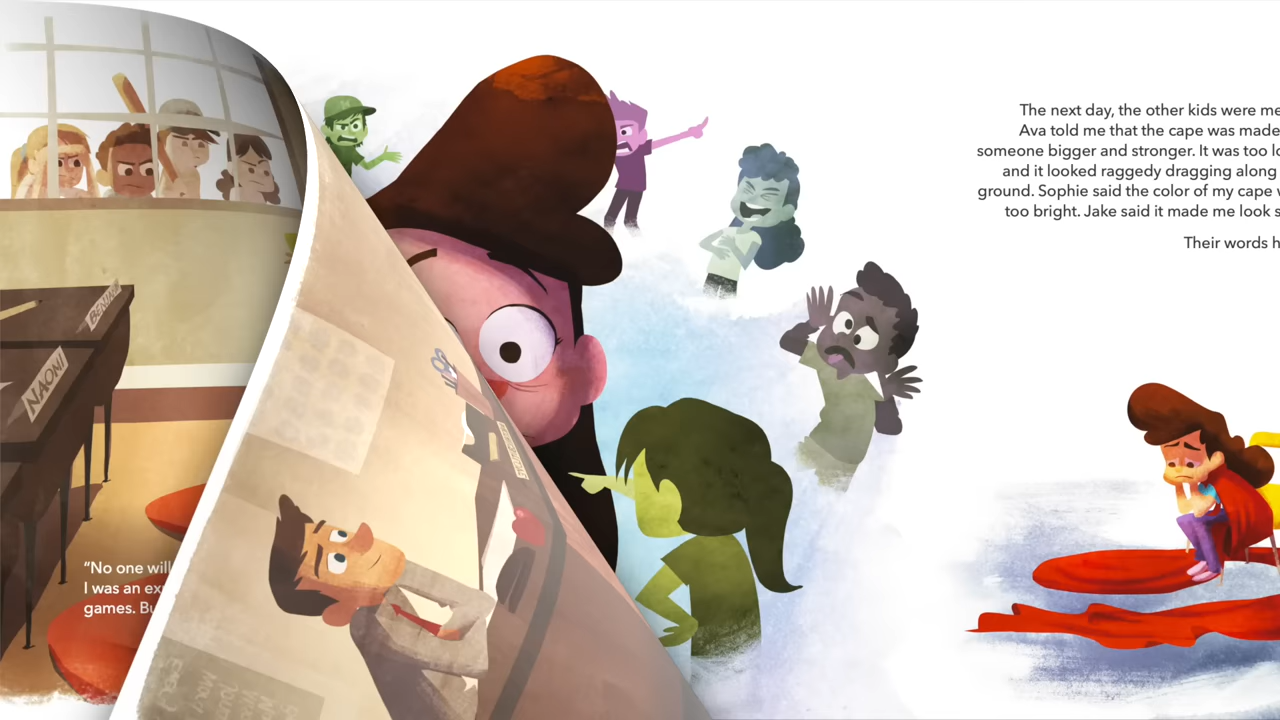 BENJI
NAOMI
“No one will
I was an ex
games. Bu
The next day, the other kids were me
Ava told me that the cape was made
someone bigger and stronger. It was too lo
and it looked raggedy dragging along
ground. Sophie said the color of my cape w
too bright. Jake said it made me look s
Their words h